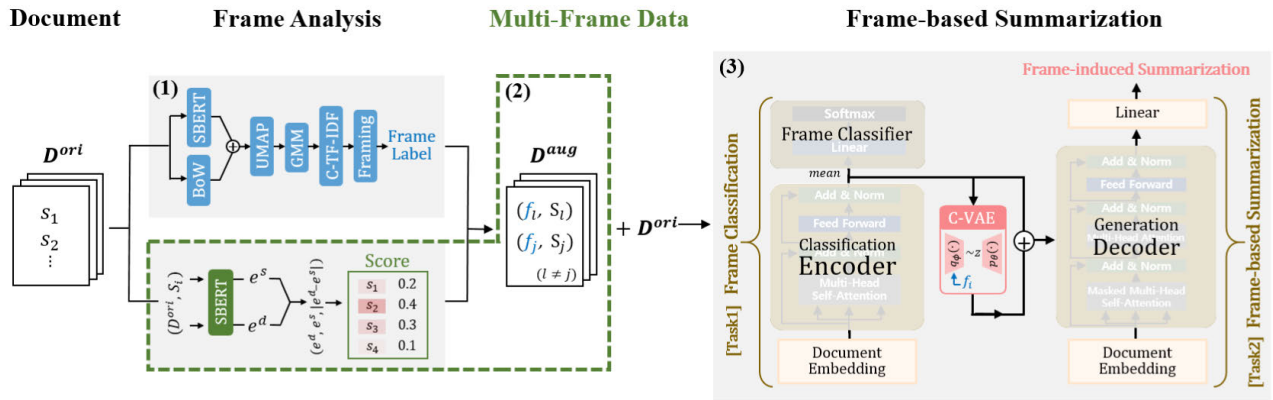 Document
Frame Analysis
Multi-Frame Data
Frame-based Summarization
(1)
SBERT
BoW
UMAP
GMM
C-TF-IDF
Framing
Frame
Label
D^ori
s_1
s_2
⋮
(D^ori, S_i)
SBERT
e^s
e^d
(e^d, e^s, |e^d-e^s|)
Score
s_1 0.2
s_2 0.4
s_3 0.3
s_4 0.1
(2)
D^aug
(f_l, S_l)
(f_j, S_j)
(l ≠ j)
+ D^ori
(3)
[Task1] Frame Classification
Softmax
Frame Classifier
Linear
mean
Add & Norm
Feed Forward
Classification
Add & Norm
Encoder
Multi-Head
Self-Attention
Document
Embedding
C-VAE
q_ϕ(·)
~z
p_θ(·)
f_l
Frame-induced Summarization
Linear
Add & Norm
Feed Forward
Add & Norm
Generation
Multi-Head Attention
Decoder
Add & Norm
Masked Multi-Head
Self-Attention
Document
Embedding
[Task2] Frame-based Summarization